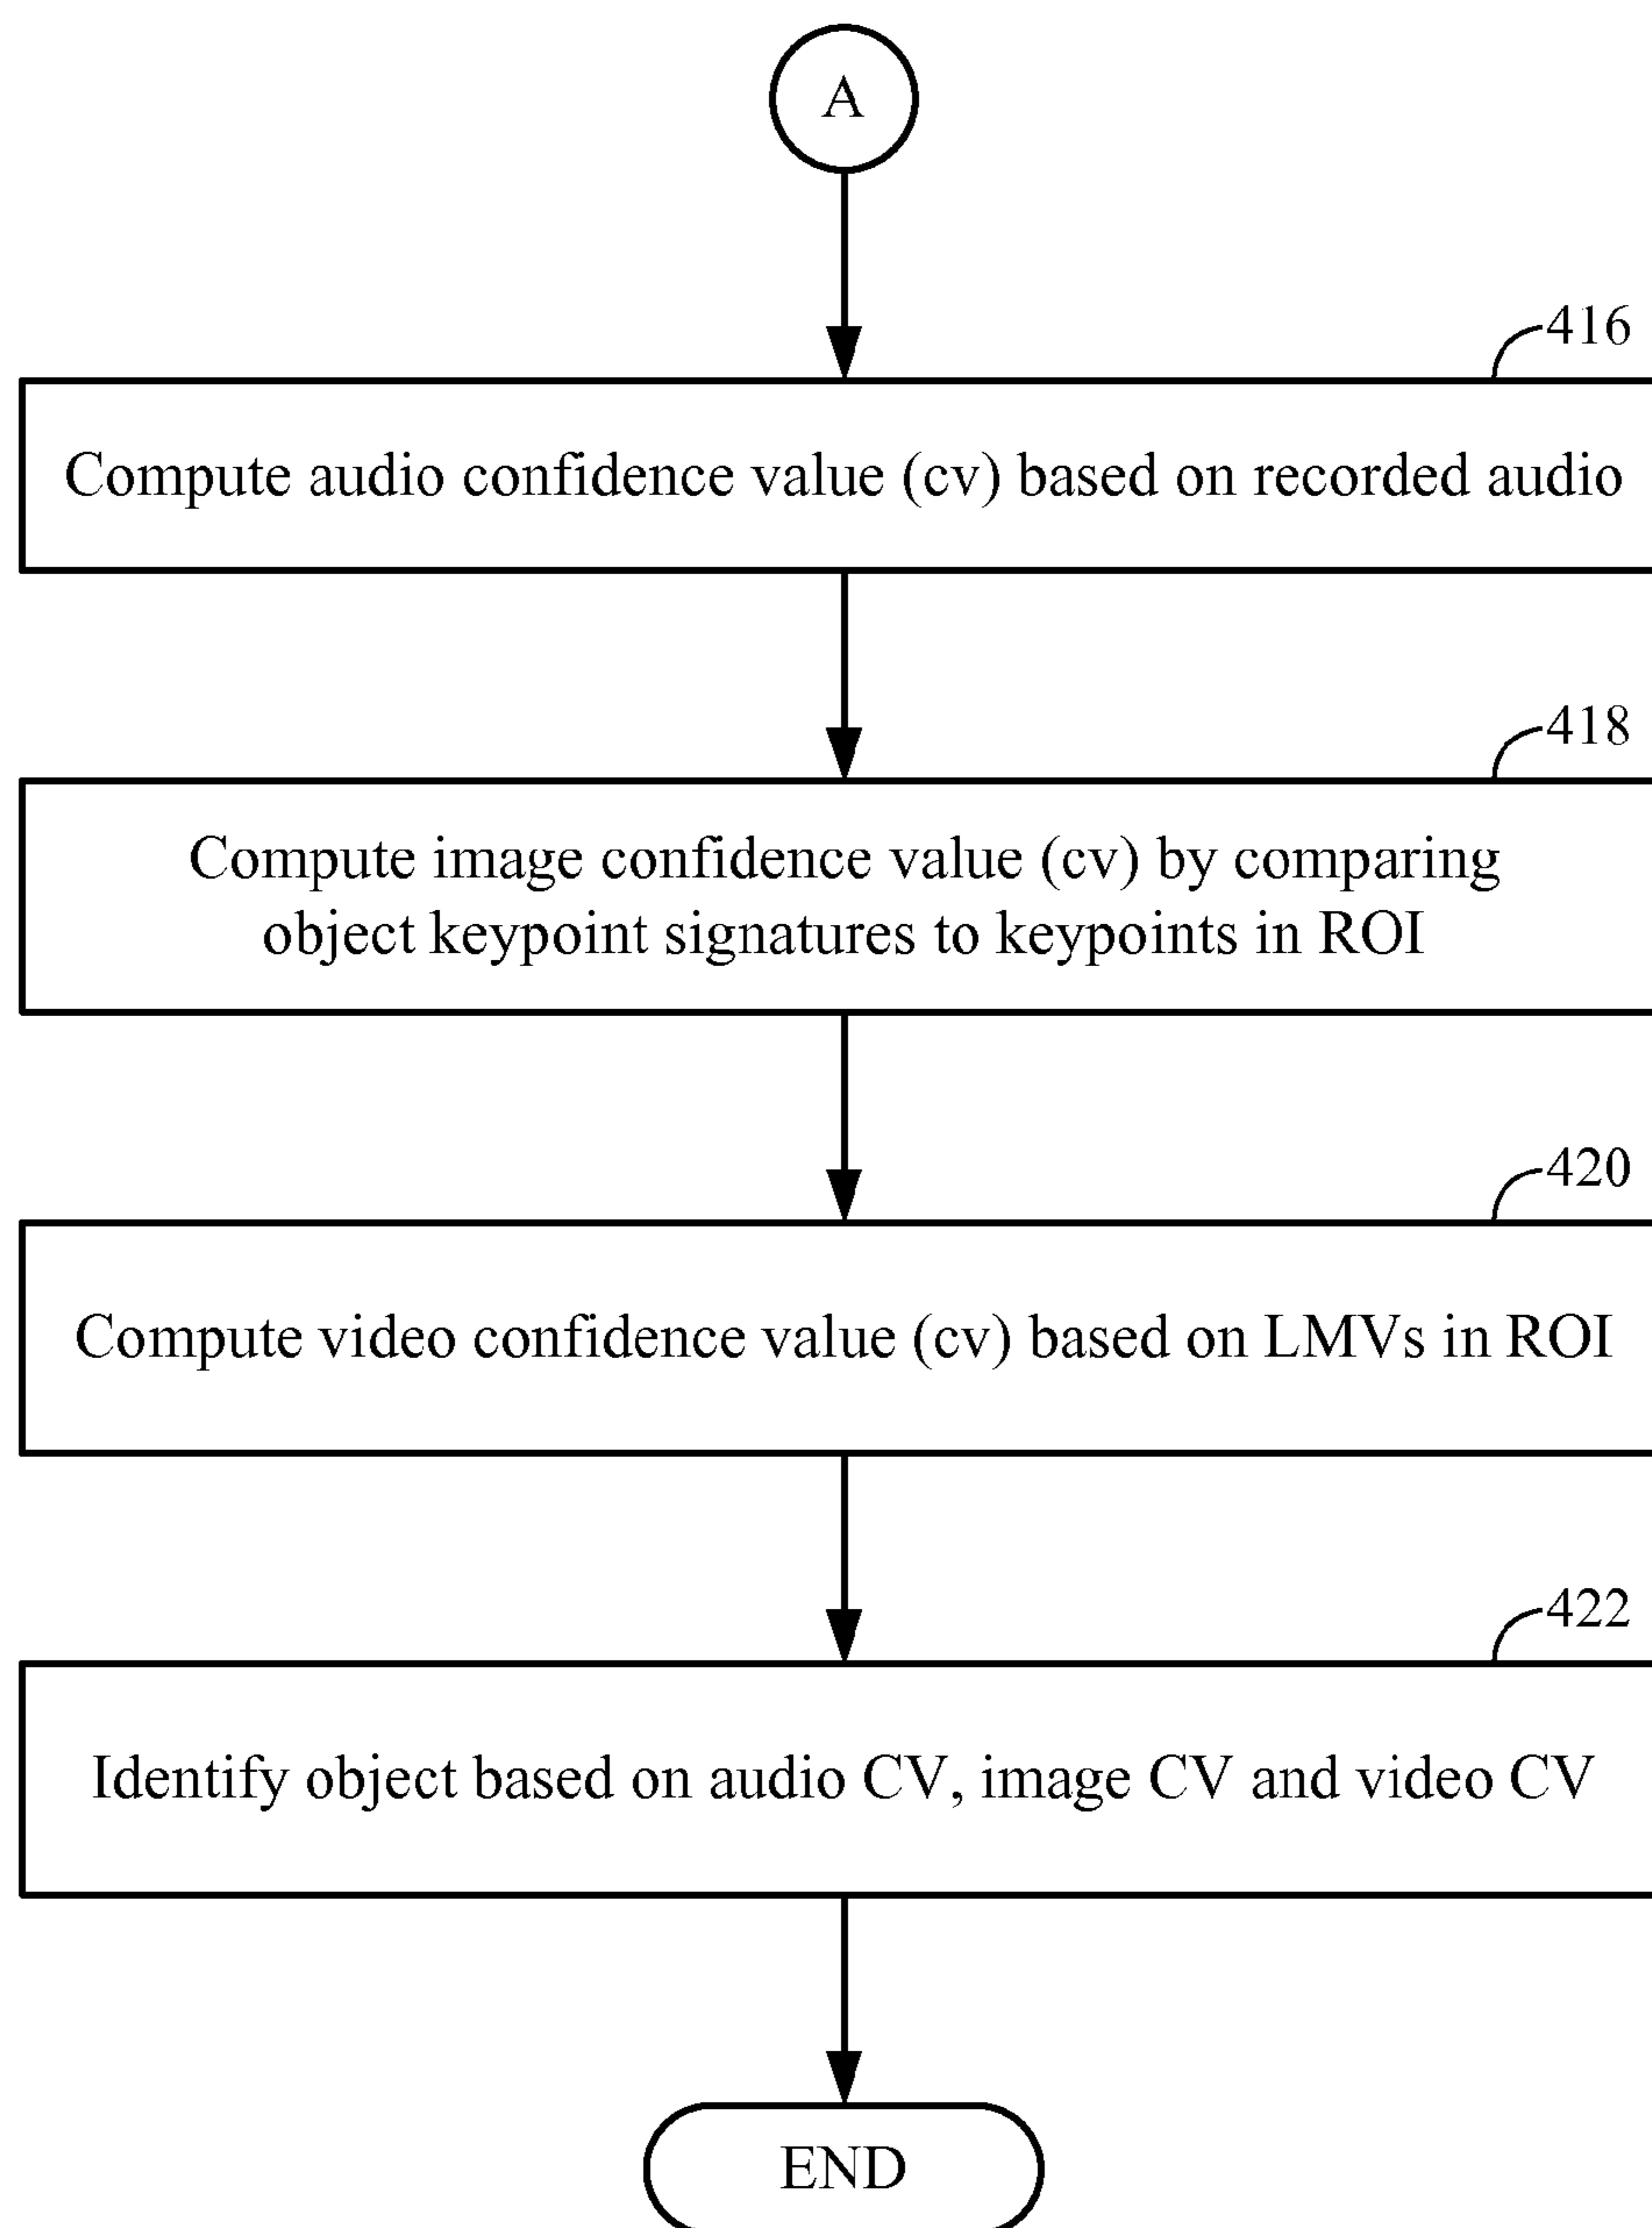 A
416
Compute audio confidence value (cv) based on recorded audio
418
Compute image confidence value (cv) by comparing
object keypoint signatures to keypoints in ROI
420
Compute video confidence value (cv) based on LMVs in ROI
422
Identify object based on audio CV, image CV and video CV
END